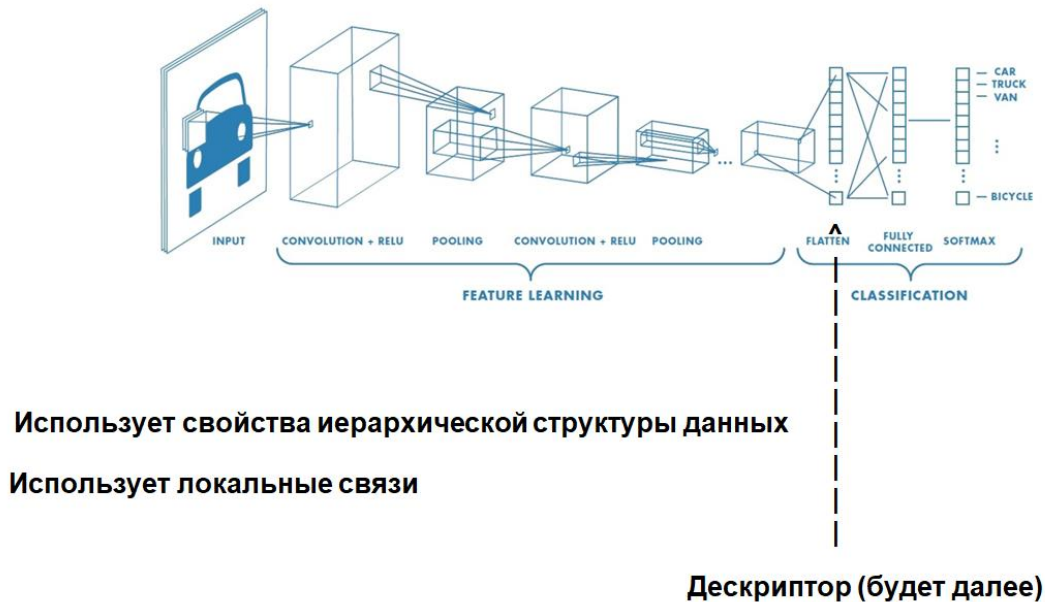 CAR
TRUCK
VAN
BICYCLE
INPUT
CONVOLUTION + RELU
POOLING
CONVOLUTION + RELU
POOLING
FLATTEN
FULLY
CONNECTED
SOFTMAX
FEATURE LEARNING
CLASSIFICATION
Использует свойства иерархической структуры данных
Использует локальные связи
Дескриптор (будет далее)